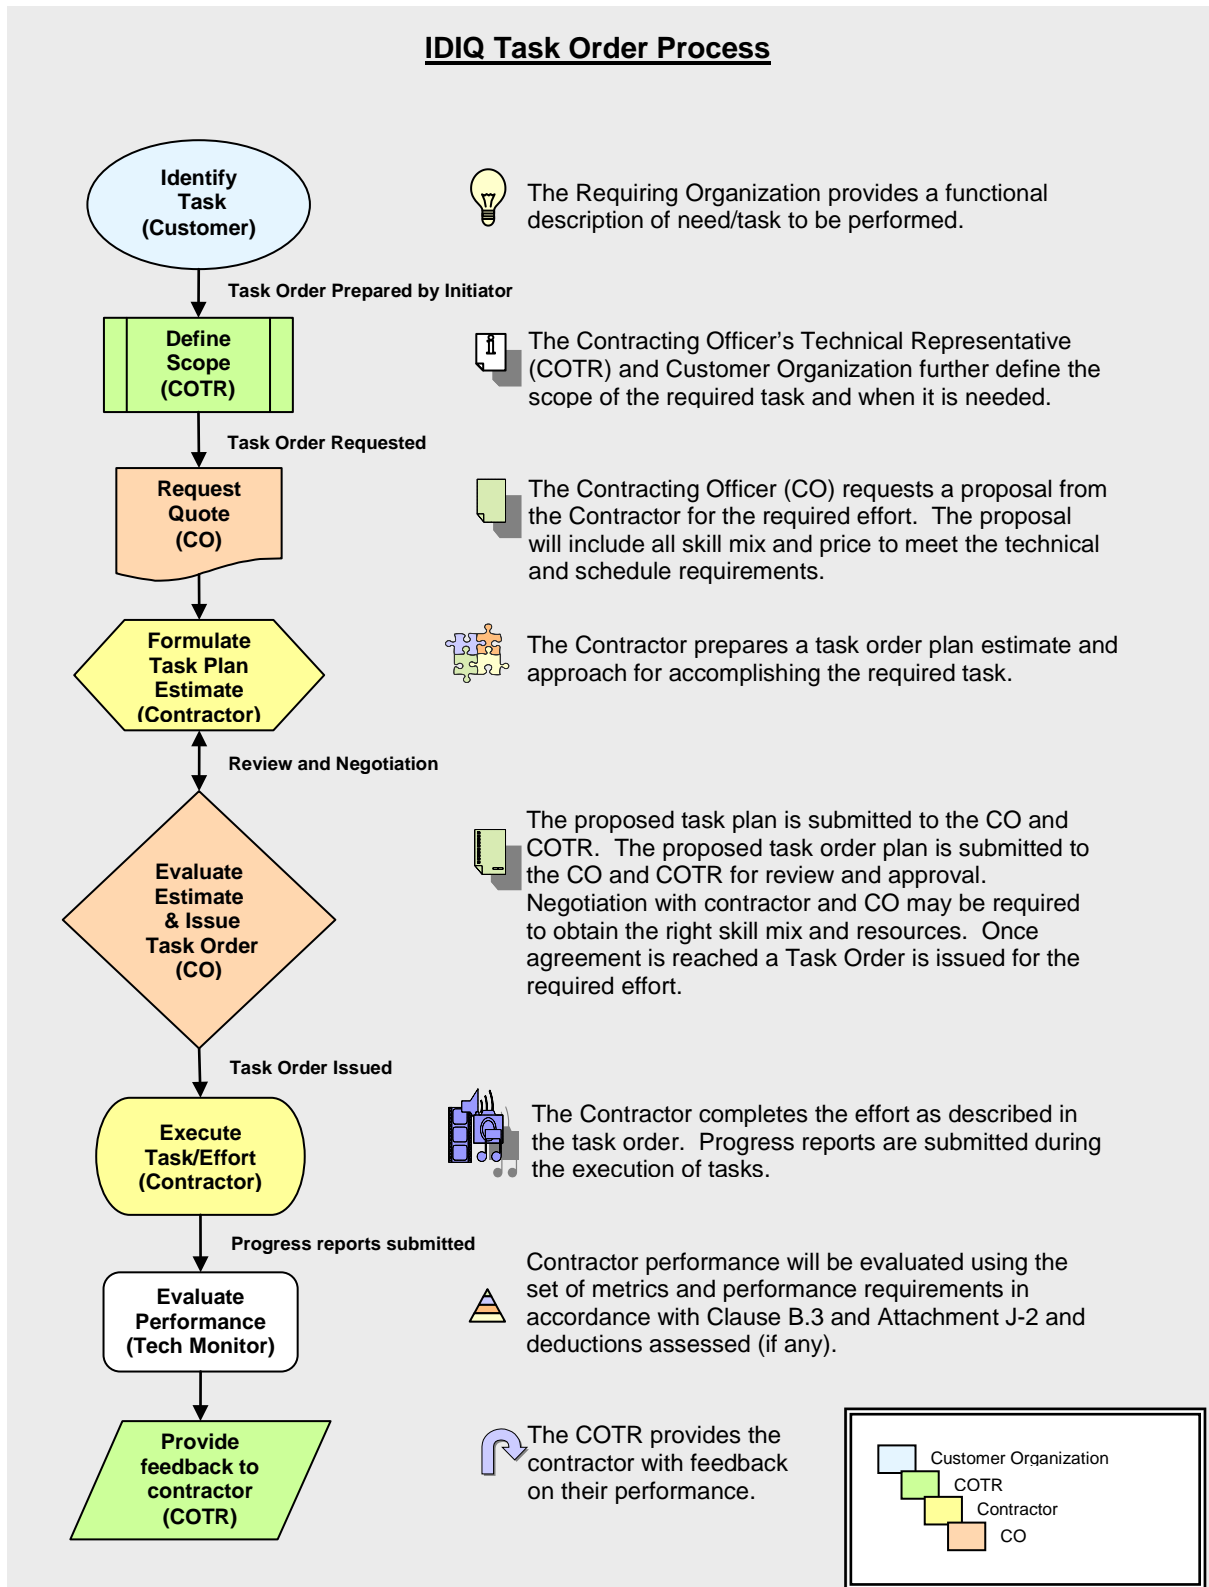 IDIQ Task Order Process
Identify
Task
(Customer)
The Requiring Organization provides a functional
description of need/task to be performed.
Task Order Prepared by Initiator
Define
Scope
(COTR)
i
The Contracting Officer's Technical Representative
(COTR) and Customer Organization further define the
scope of the required task and when it is needed.
Task Order Requested
Request
Quote
(CO)
The Contracting Officer (CO) requests a proposal from
the Contractor for the required effort.  The proposal
will include all skill mix and price to meet the technical
and schedule requirements.
Formulate
Task Plan
Estimate
(Contractor)
The Contractor prepares a task order plan estimate and
approach for accomplishing the required task.
Review and Negotiation
Evaluate
Estimate
& Issue
Task Order
(CO)
The proposed task plan is submitted to the CO and
COTR.  The proposed task order plan is submitted to
the CO and COTR for review and approval.
Negotiation with contractor and CO may be required
to obtain the right skill mix and resources.  Once
agreement is reached a Task Order is issued for the
required effort.
Task Order Issued
Execute
Task/Effort
(Contractor)
The Contractor completes the effort as described in
the task order.  Progress reports are submitted during
the execution of tasks.
Progress reports submitted
Evaluate
Performance
(Tech Monitor)
Contractor performance will be evaluated using the
set of metrics and performance requirements in
accordance with Clause B.3 and Attachment J-2 and
deductions assessed (if any).
Provide
feedback to
contractor
(COTR)
The COTR provides the
contractor with feedback
on their performance.
Customer Organization
COTR
Contractor
CO